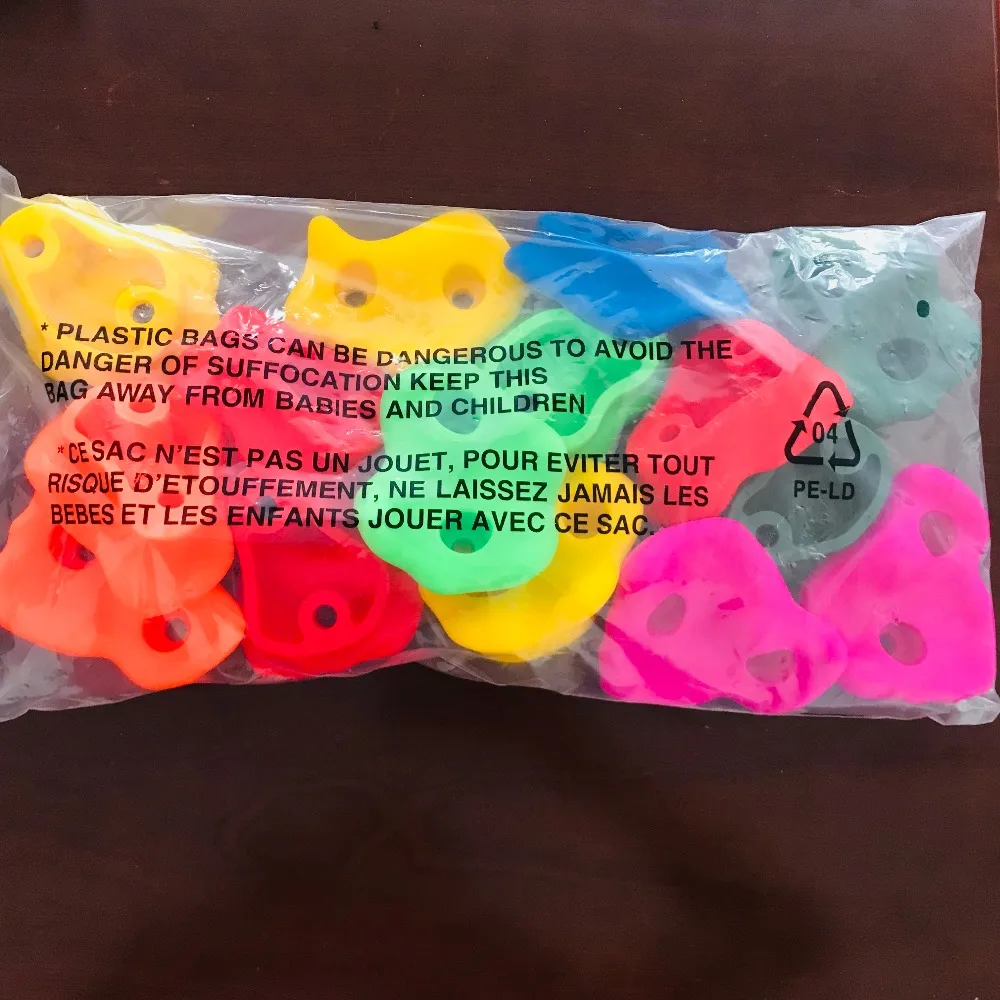 * PLASTIC BAGS CAN BE DANGEROUS TO AVOID THE
DANGER OF SUFFOCATION KEEP THIS
BAG AWAY FROM BABIES AND CHILDREN
* CE SAC N'EST PAS UN JOUET, POUR EVITER TOUT
RISQUE D'ETOUFFEMENT, NE LAISSEZ JAMAIS LES
BEBES ET LES ENFANTS JOUER AVEC CE SAC.
04
PE-LD